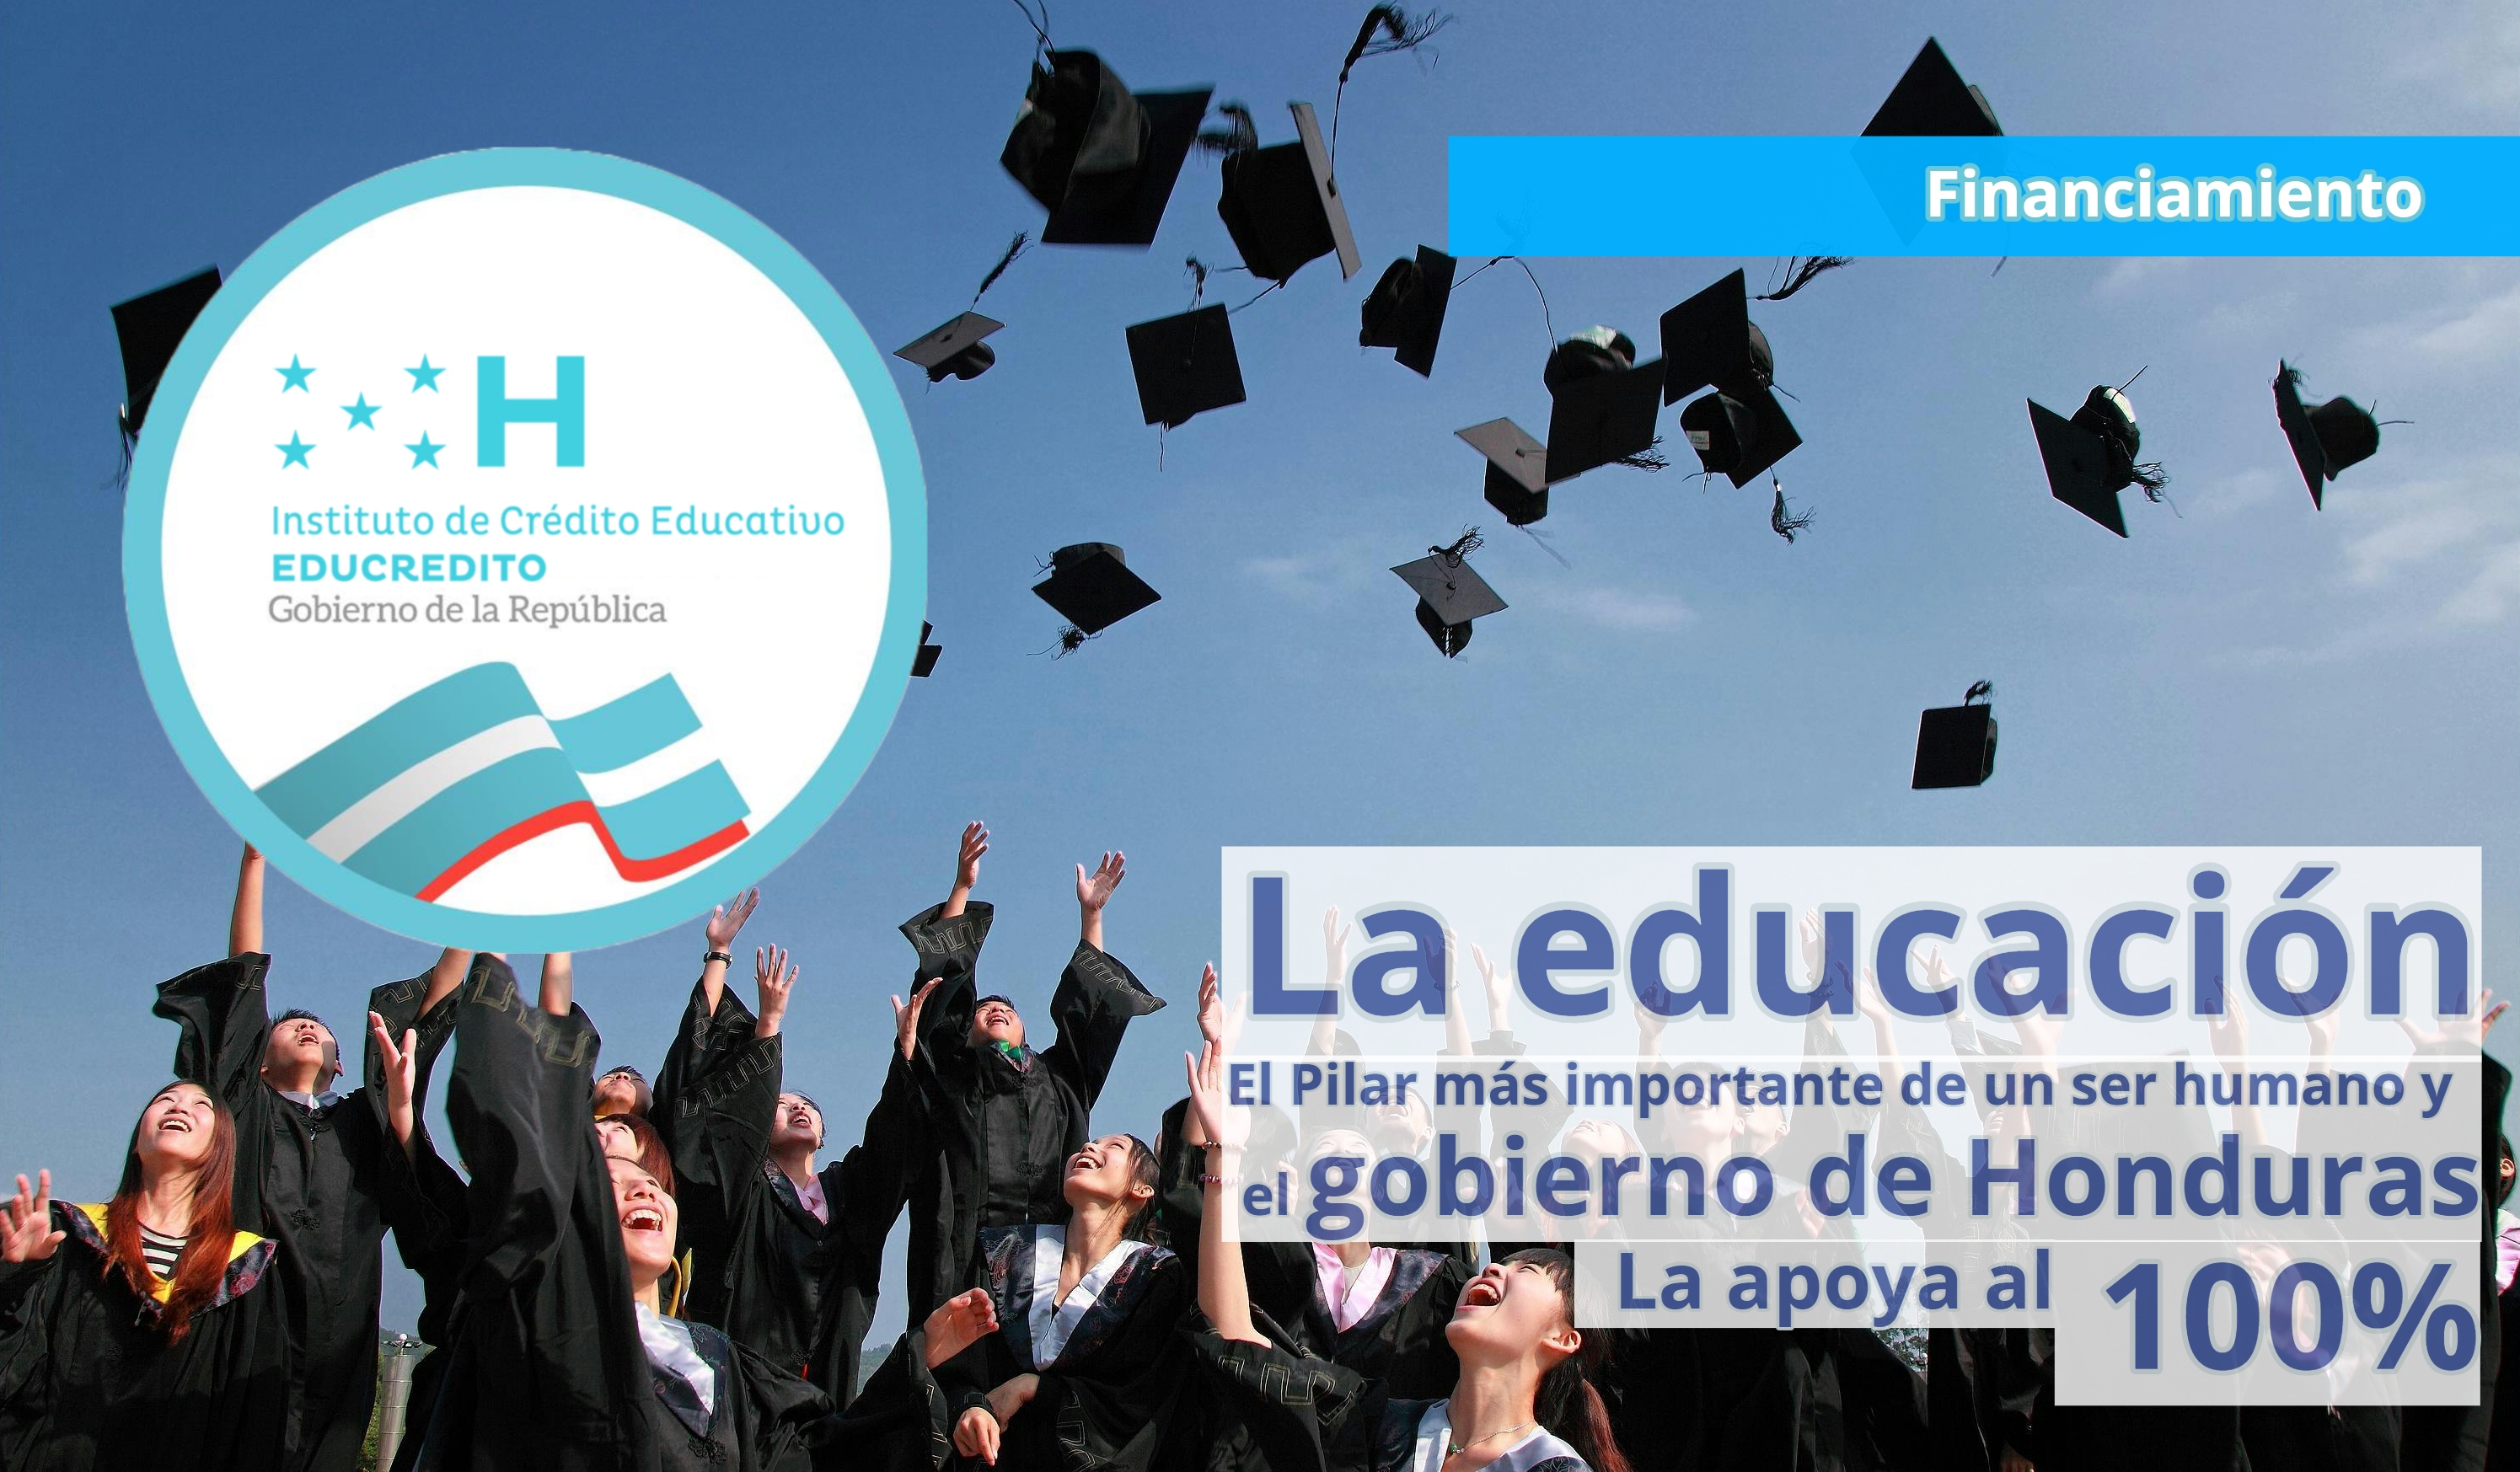 Financiamiento
H
Instituto de Crédito Educativo
EDUCREDITO
Gobierno de la República
La educación
El Pilar más importante de un ser humano y
el gobierno de Honduras
La apoya al 100%